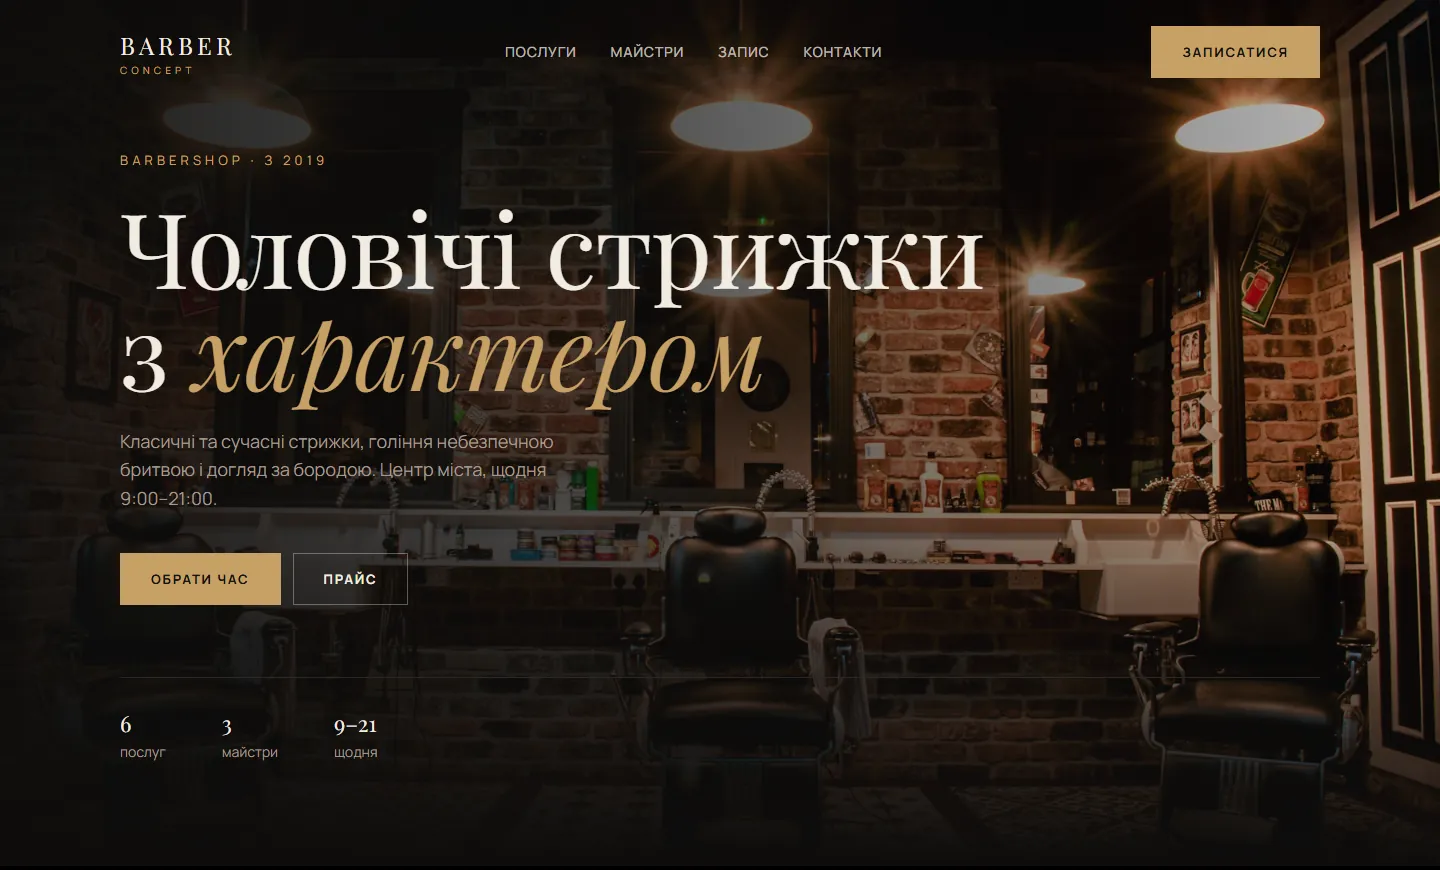 BARBER
CONCEPT
ПОСЛУГИ
МАЙСТРИ
ЗАПИС
КОНТАКТИ
ЗАПИСАТИСЯ
BARBERSHOP · З 2019
Чоловічі стрижки
з характером
Класичні та сучасні стрижки, гоління небезпечною
бритвою і догляд за бородою. Центр міста, щодня
9:00–21:00.
ОБРАТИ ЧАС
ПРАЙС
6
послуг
3
майстри
9–21
щодня